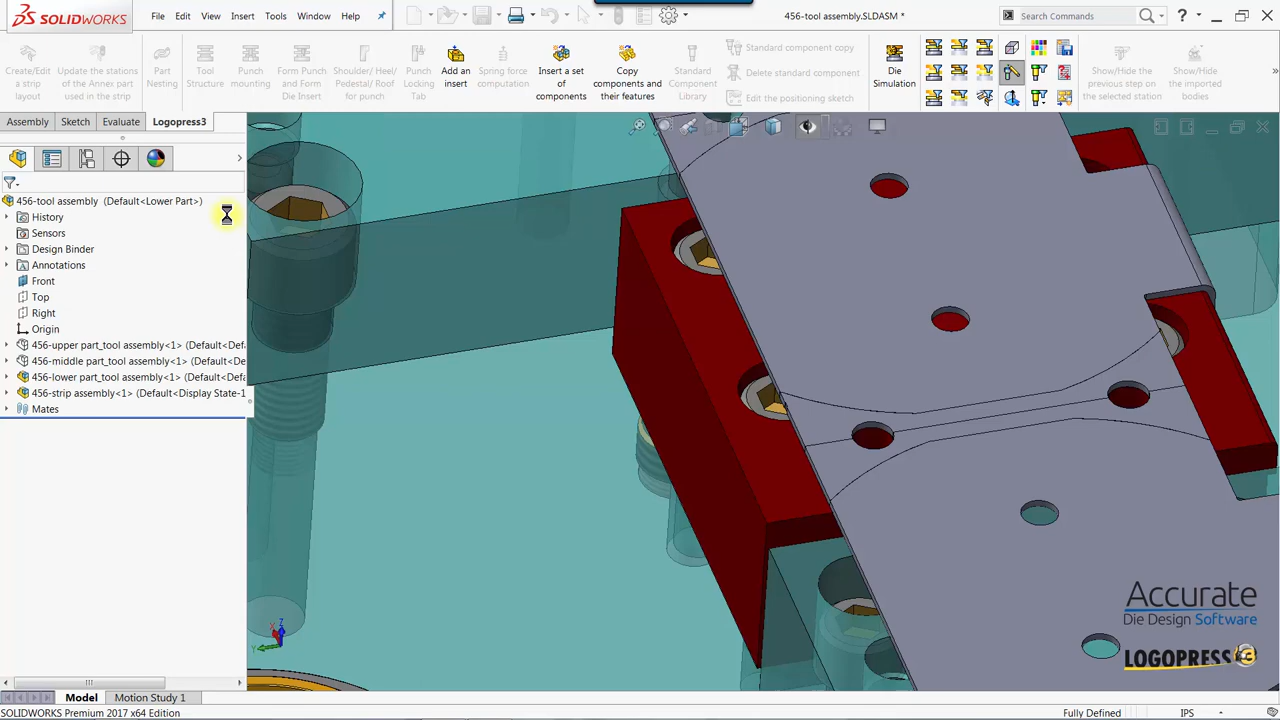 SOLIDWORKS
File Edit View Insert Tools Window Help
456-tool assembly.SLDASM *
Search Commands
Create/Edit a strip layout
Update the stations of the Annex part used in the strip
Part Nesting
Tool Structure
Punch mounting
Form Punch and Form Die Insert
Shoulder/ Heel/ Pedestal/ Roof for punch
Punch Locking Tab
Add an insert
Spring force computation
Insert a set of components
Copy components and their features
Standard Component Library
Standard component copy
Delete standard component
Edit the positioning sketch
Die Simulation
Show/Hide the previous step on the selected station
Show/Hide the imported bodies
Assembly Sketch Evaluate Logopress3
456-tool assembly (Default<Lower Part>)
History
Sensors
Design Binder
Annotations
Front
Top
Right
Origin
456-upper part_tool assembly<1> (Default<Defa
456-middle part_tool assembly<1> (Default<Def
456-lower part_tool assembly<1> (Default<Defa
456-strip assembly<1> (Default<Display State-1
Mates
X Y Z
Accurate
Die Design Software
LOGOPRESS3
Model Motion Study 1
SOLIDWORKS Premium 2017 x64 Edition
Fully Defined IPS